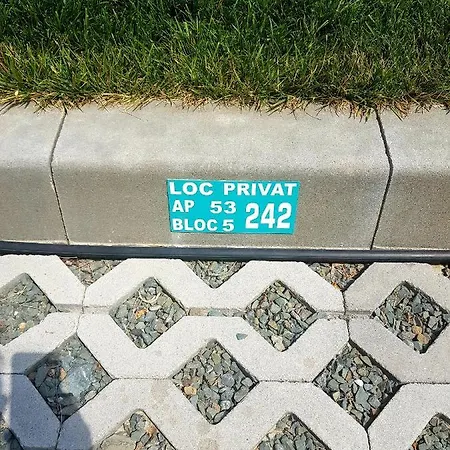 LOC PRIVAT
AP 53 242
BLOC 5